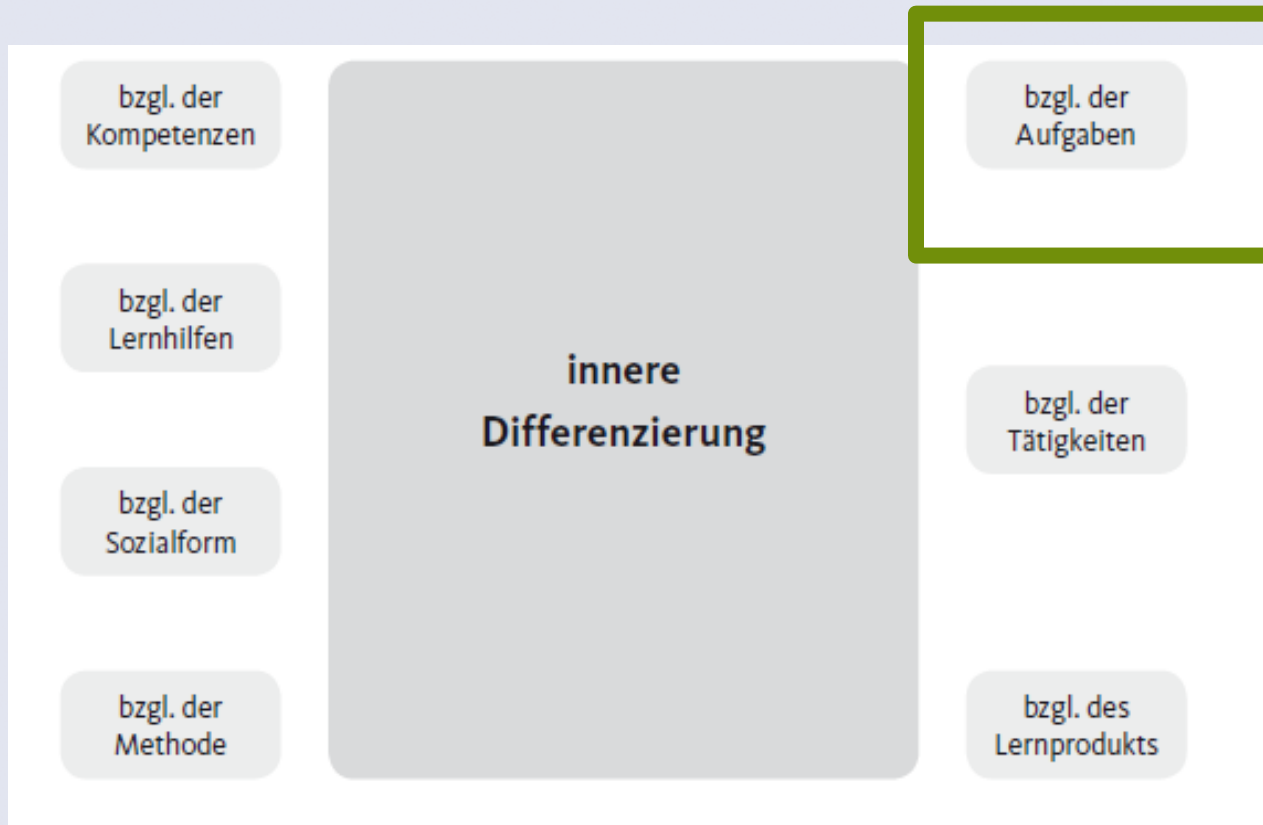 bzgl. der
Kompetenzen
bzgl. der
Lernhilfen
bzgl. der
Sozialform
bzgl. der
Methode
innere
Differenzierung
bzgl. der
Aufgaben
bzgl. der
Tätigkeiten
bzgl. des
Lernprodukts